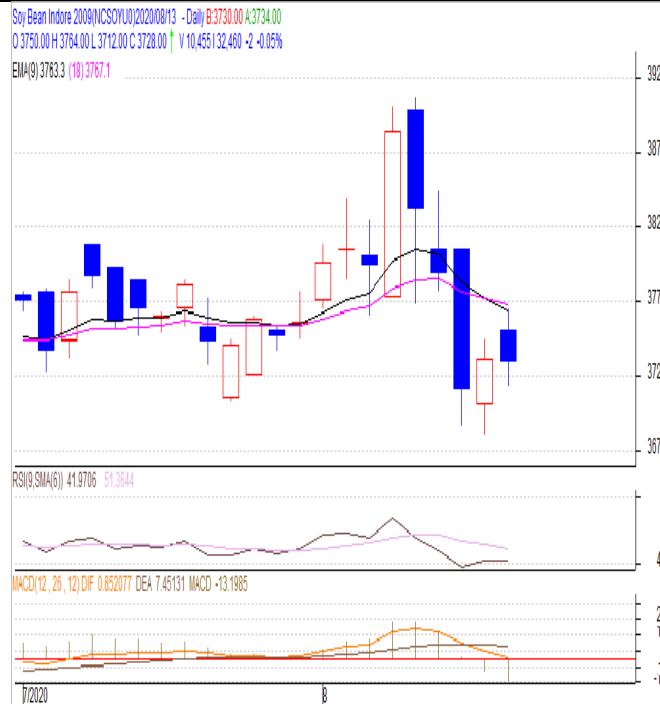 Soy Bean Indore 2009(NCSOYU0)2020/08/13 - Daily B:3730.00 A:3734.00
O 3750.00 H 3764.00 L 3712.00 C 3728.00 V 10,455 I 32,460 -2 -0.05%
EMA(9) 3763.3 (18) 3767.1
392
387
382
377
372
367
RSI(9,SMA(6)) 41.9706 51.3644
4
MACD(12 , 26 , 12) DIF 0.852077 DEA 7.45131 MACD -13.1985
2
7/2020
8